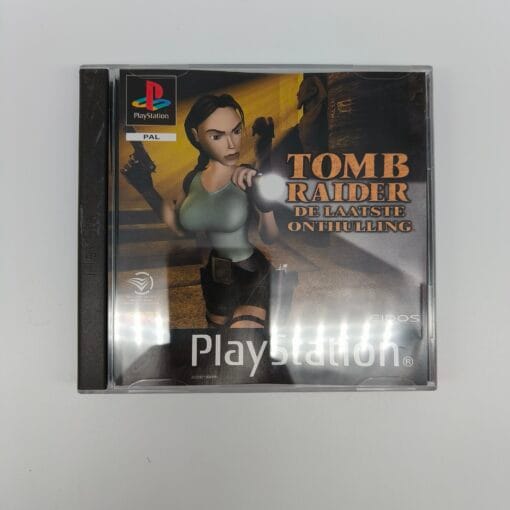 PlayStation
PAL
TOMB
RAIDER
DE LAATSTE
ONTHULLING
EIDOS
PlayStation®